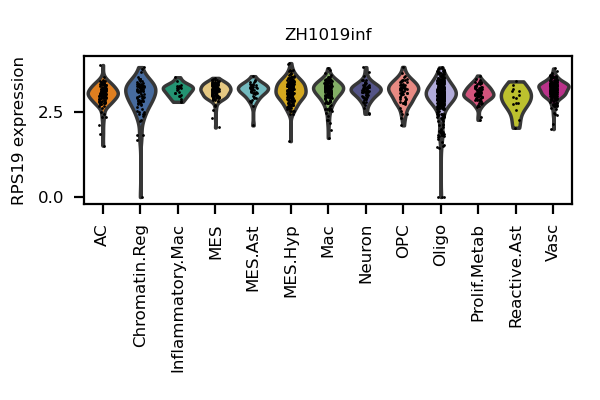 ZH1019inf
RPS19 expression
2.5
0.0
AC
Chromatin.Reg
Inflammatory.Mac
MES
MES.Ast
MES.Hyp
Mac
Neuron
OPC
Oligo
Prolif.Metab
Reactive.Ast
Vasc